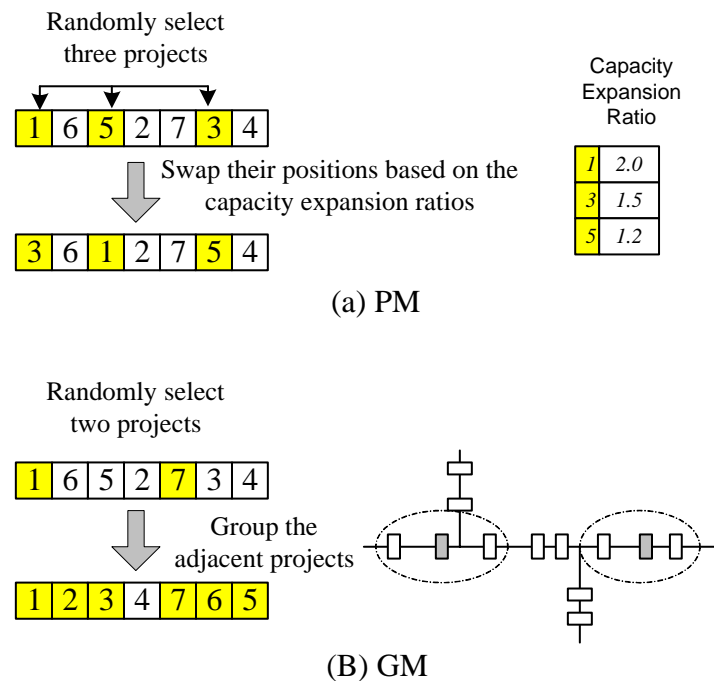 Randomly select
three projects
1 6 5 2 7 3 4
Swap their positions based on the
capacity expansion ratios
3 6 1 2 7 5 4
Capacity
Expansion
Ratio
1 2.0
3 1.5
5 1.2
(a) PM
Randomly select
two projects
1 6 5 2 7 3 4
Group the
adjacent projects
1 2 3 4 7 6 5
(B) GM